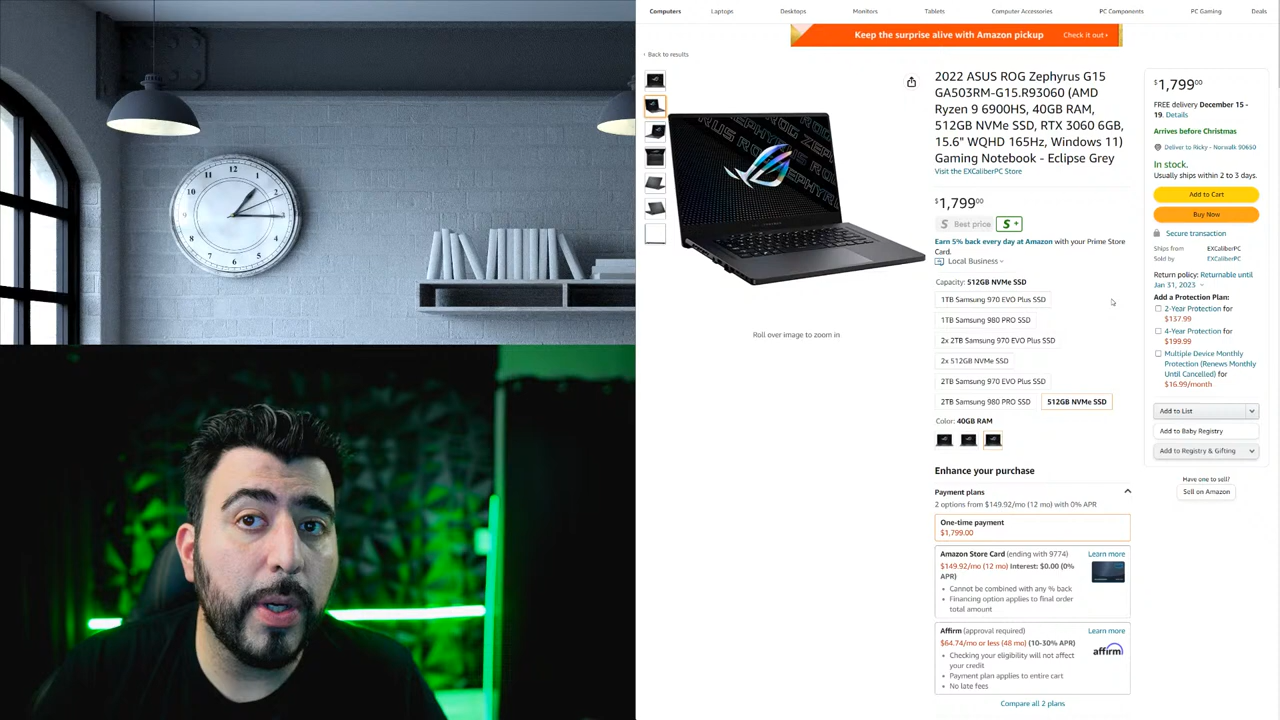 Computers
Laptops
Desktops
Monitors
Tablets
Computer Accessories
PC Components
PC Gaming
Deals
Keep the surprise alive with Amazon pickup
Check it out ›
‹ Back to results
12
1
2
3
4
5
6
7
8
9
10
11
2022 ASUS ROG Zephyrus G15
GA503RM-G15.R93060 (AMD
Ryzen 9 6900HS, 40GB RAM,
512GB NVMe SSD, RTX 3060 6GB,
15.6" WQHD 165Hz, Windows 11)
Gaming Notebook - Eclipse Grey
Visit the EXCaliberPC Store
$1,799.00
S Best price
S +
Earn 5% back every day at Amazon with your Prime Store
Card.
Local Business
Capacity: 512GB NVMe SSD
1TB Samsung 970 EVO Plus SSD
1TB Samsung 980 PRO SSD
2x 2TB Samsung 970 EVO Plus SSD
2x 512GB NVMe SSD
2TB Samsung 970 EVO Plus SSD
2TB Samsung 980 PRO SSD
512GB NVMe SSD
Color: 40GB RAM
Roll over image to zoom in
Enhance your purchase
Payment plans
2 options from $149.92/mo (12 mo) with 0% APR
One-time payment
$1,799.00
Amazon Store Card (ending with 9774)
Learn more
$149.92/mo (12 mo) Interest: $0.00 (0%
APR)
• Cannot be combined with any % back
• Financing option applies to final order
total amount
Affirm (approval required)
Learn more
$64.74/mo or less (48 mo) (10-30% APR)
affirm
• Checking your eligibility will not affect
your credit
• Payment plan applies to entire cart
• No late fees
Compare all 2 plans
$1,799.00
FREE delivery December 15 -
19. Details
Arrives before Christmas
Deliver to Ricky - Norwalk 90650
In stock.
Usually ships within 2 to 3 days.
Add to Cart
Buy Now
Secure transaction
Ships from EXCaliberPC
Sold by EXCaliberPC
Return policy: Returnable until
Jan 31, 2023
Add a Protection Plan:
2-Year Protection for
$137.99
4-Year Protection for
$199.99
Multiple Device Monthly
Protection (Renews Monthly
Until Cancelled) for
$16.99/month
Add to List
Add to Baby Registry
Add to Registry & Gifting
Have one to sell?
Sell on Amazon